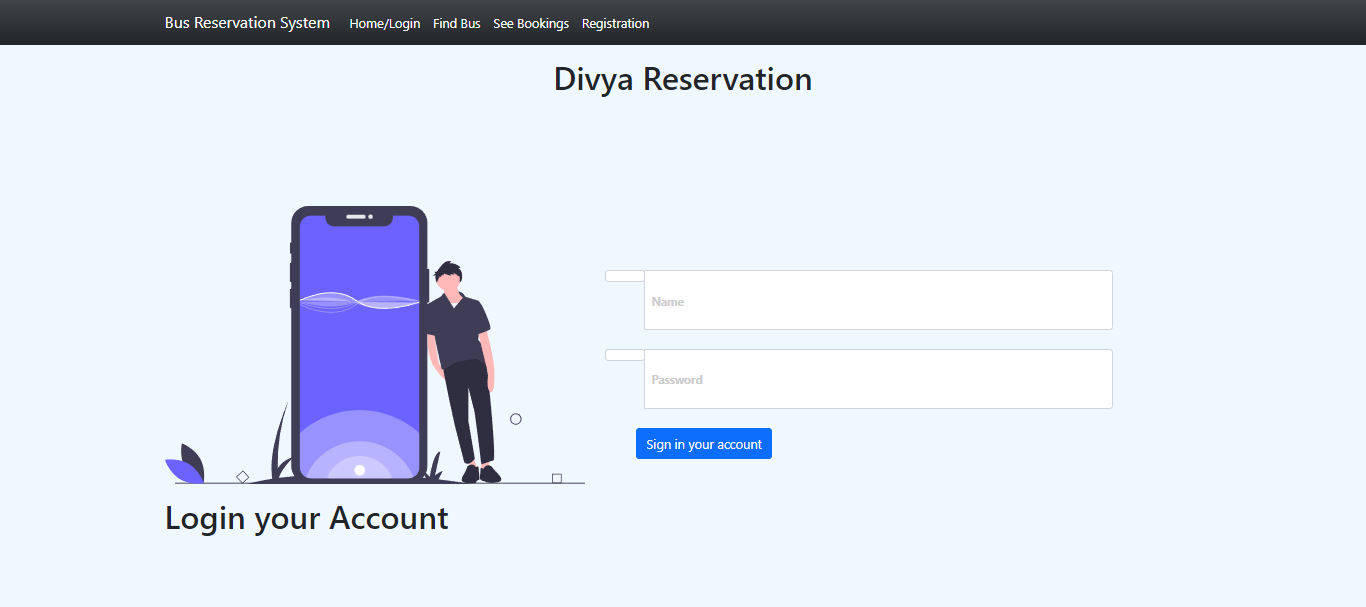 Bus Reservation System Home/Login Find Bus See Bookings Registration
Divya Reservation
Name
Password
Sign in your account
Login your Account